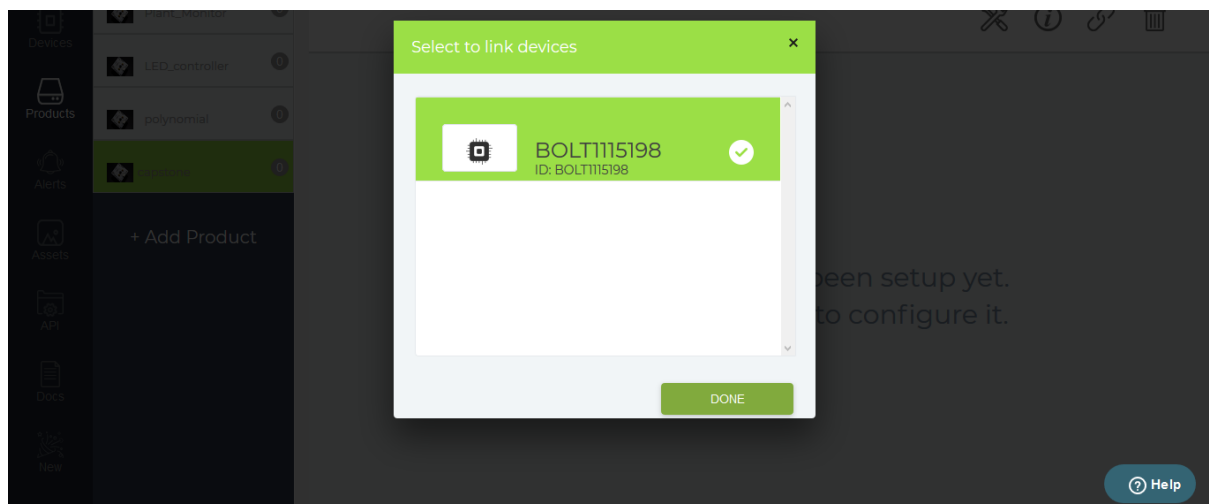 Devices
Products
Alerts
Assets
API
Docs
New
Plant_Monitor
LED_controller
0
polynomial
0
0
+ Add Product
Select to link devices
×
BOLT1115198
ID: BOLT1115198
DONE
been setup yet.
to configure it.
? Help